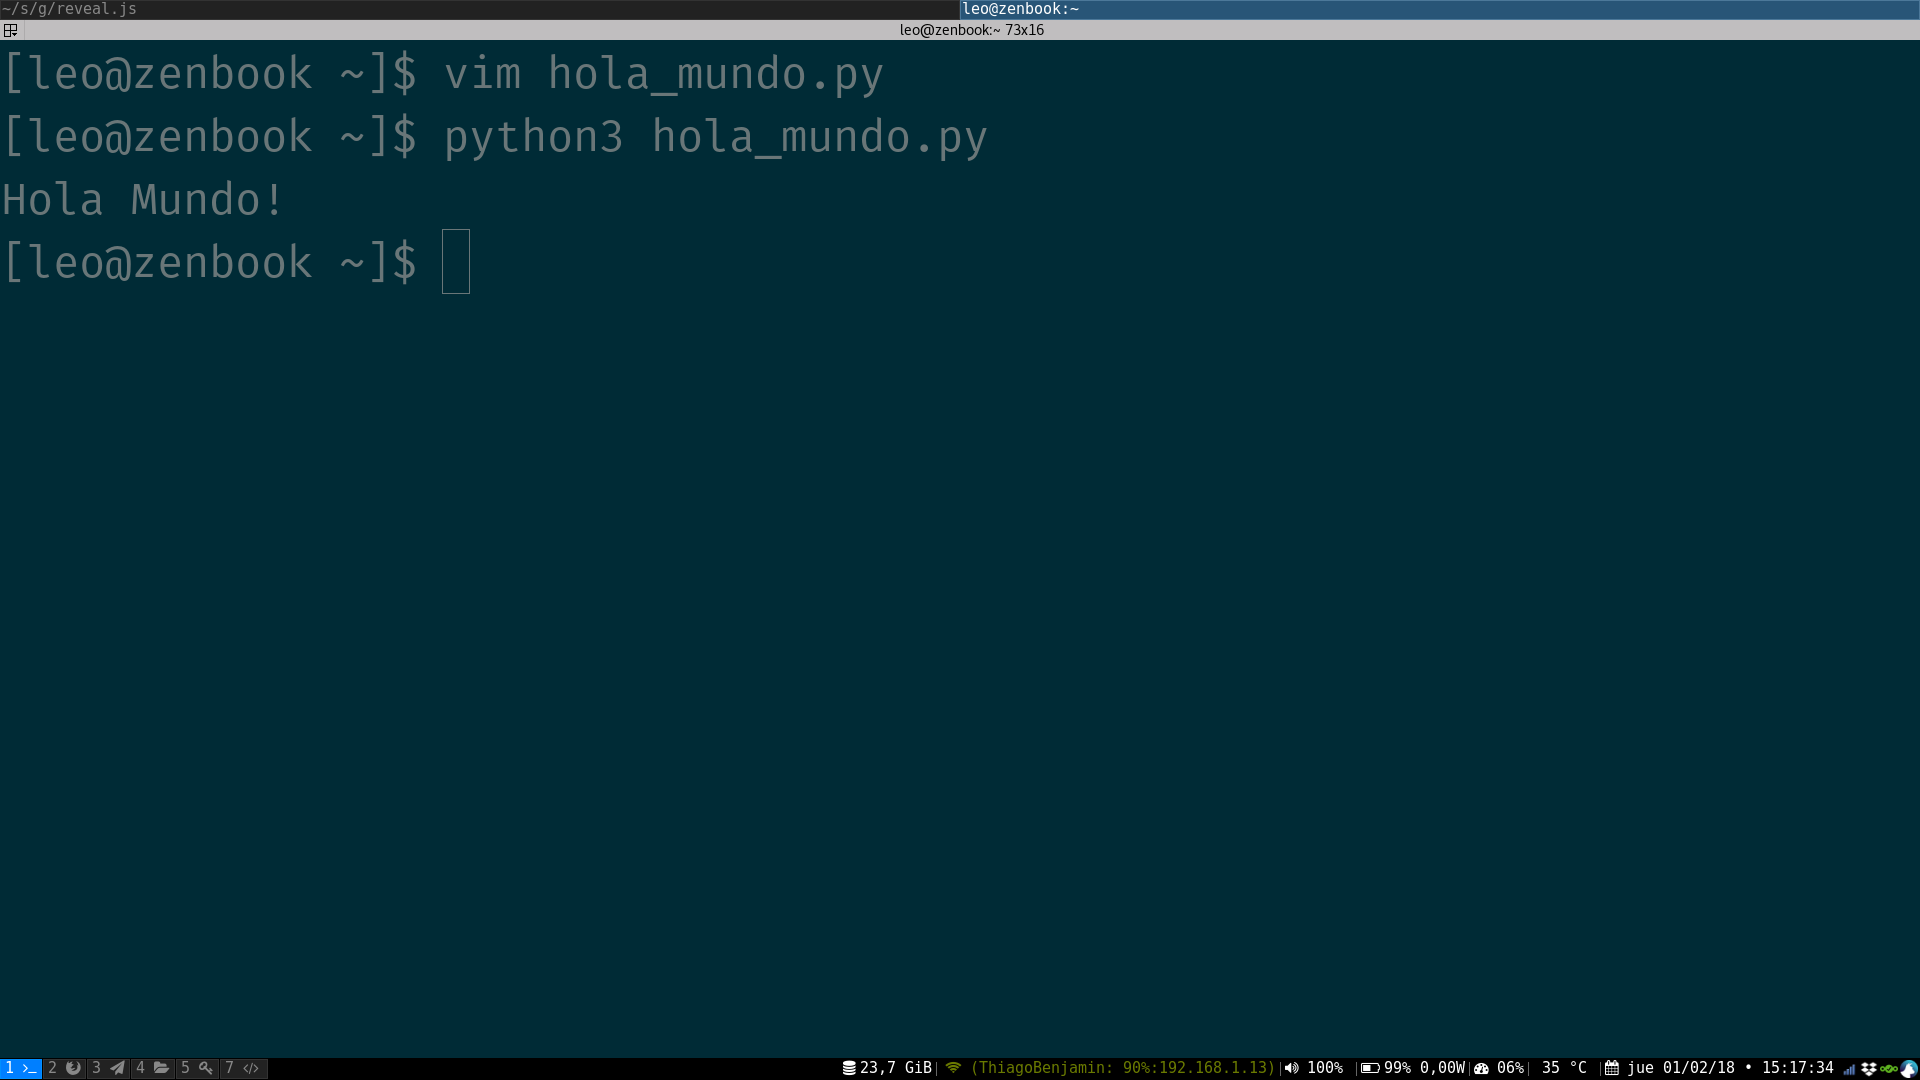 ~/s/g/reveal.js
leo@zenbook:~
leo@zenbook:~ 73x16
[leo@zenbook ~]$ vim hola_mundo.py
[leo@zenbook ~]$ python3 hola_mundo.py
Hola Mundo!
[leo@zenbook ~]$
1 2 3 4 5 7 23,7 GiB| (ThiagoBenjamin: 90%:192.168.1.13)| 100% | 99% 0,00W| 06%| 35 °C | jue 01/02/18 • 15:17:34